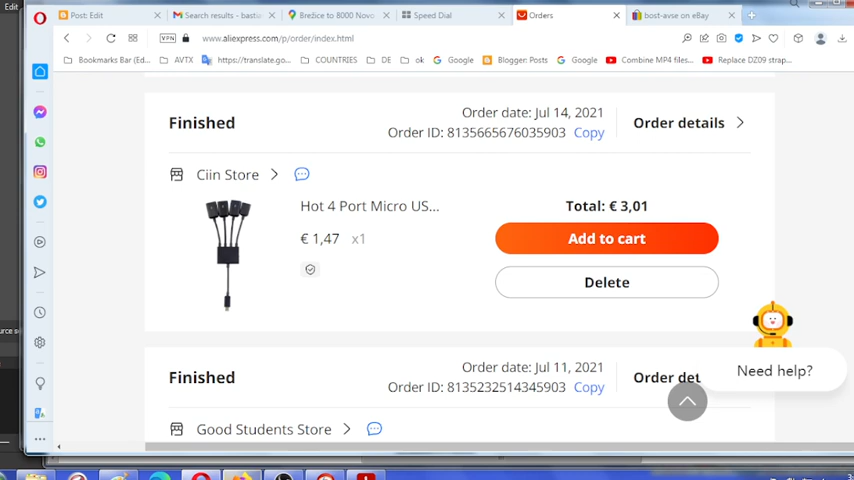 Edit
Post: Edit
Search results - bastia
Brežice to 8000 Novo
Speed Dial
Orders
bost-avse on eBay
VPN
www.aliexpress.com/p/order/index.html
Bookmarks Bar (Ed...
AVTX
https://translate.go...
COUNTRIES
DE
ok
Google
Blogger: Posts
Google
Combine MP4 files...
Replace DZ09 strap...
Finished
Order date: Jul 14, 2021
Order ID: 8135665676035903 Copy
Order details
Ciin Store
Hot 4 Port Micro US...
€ 1,47 x1
Total: € 3,01
Add to cart
Delete
Need help?
Finished
Order date: Jul 11, 2021
Order ID: 8135232514345903 Copy
Order det
Good Students Store